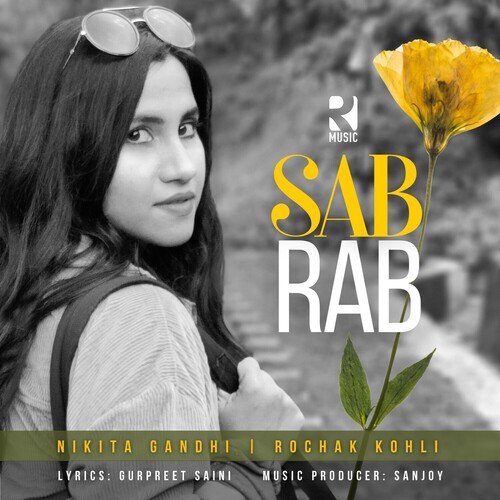 R
MUSIC
SAB
RAB
NIKITA GANDHI | ROCHAK KOHLI
LYRICS: GURPREET SAINI MUSIC PRODUCER: SANJOY